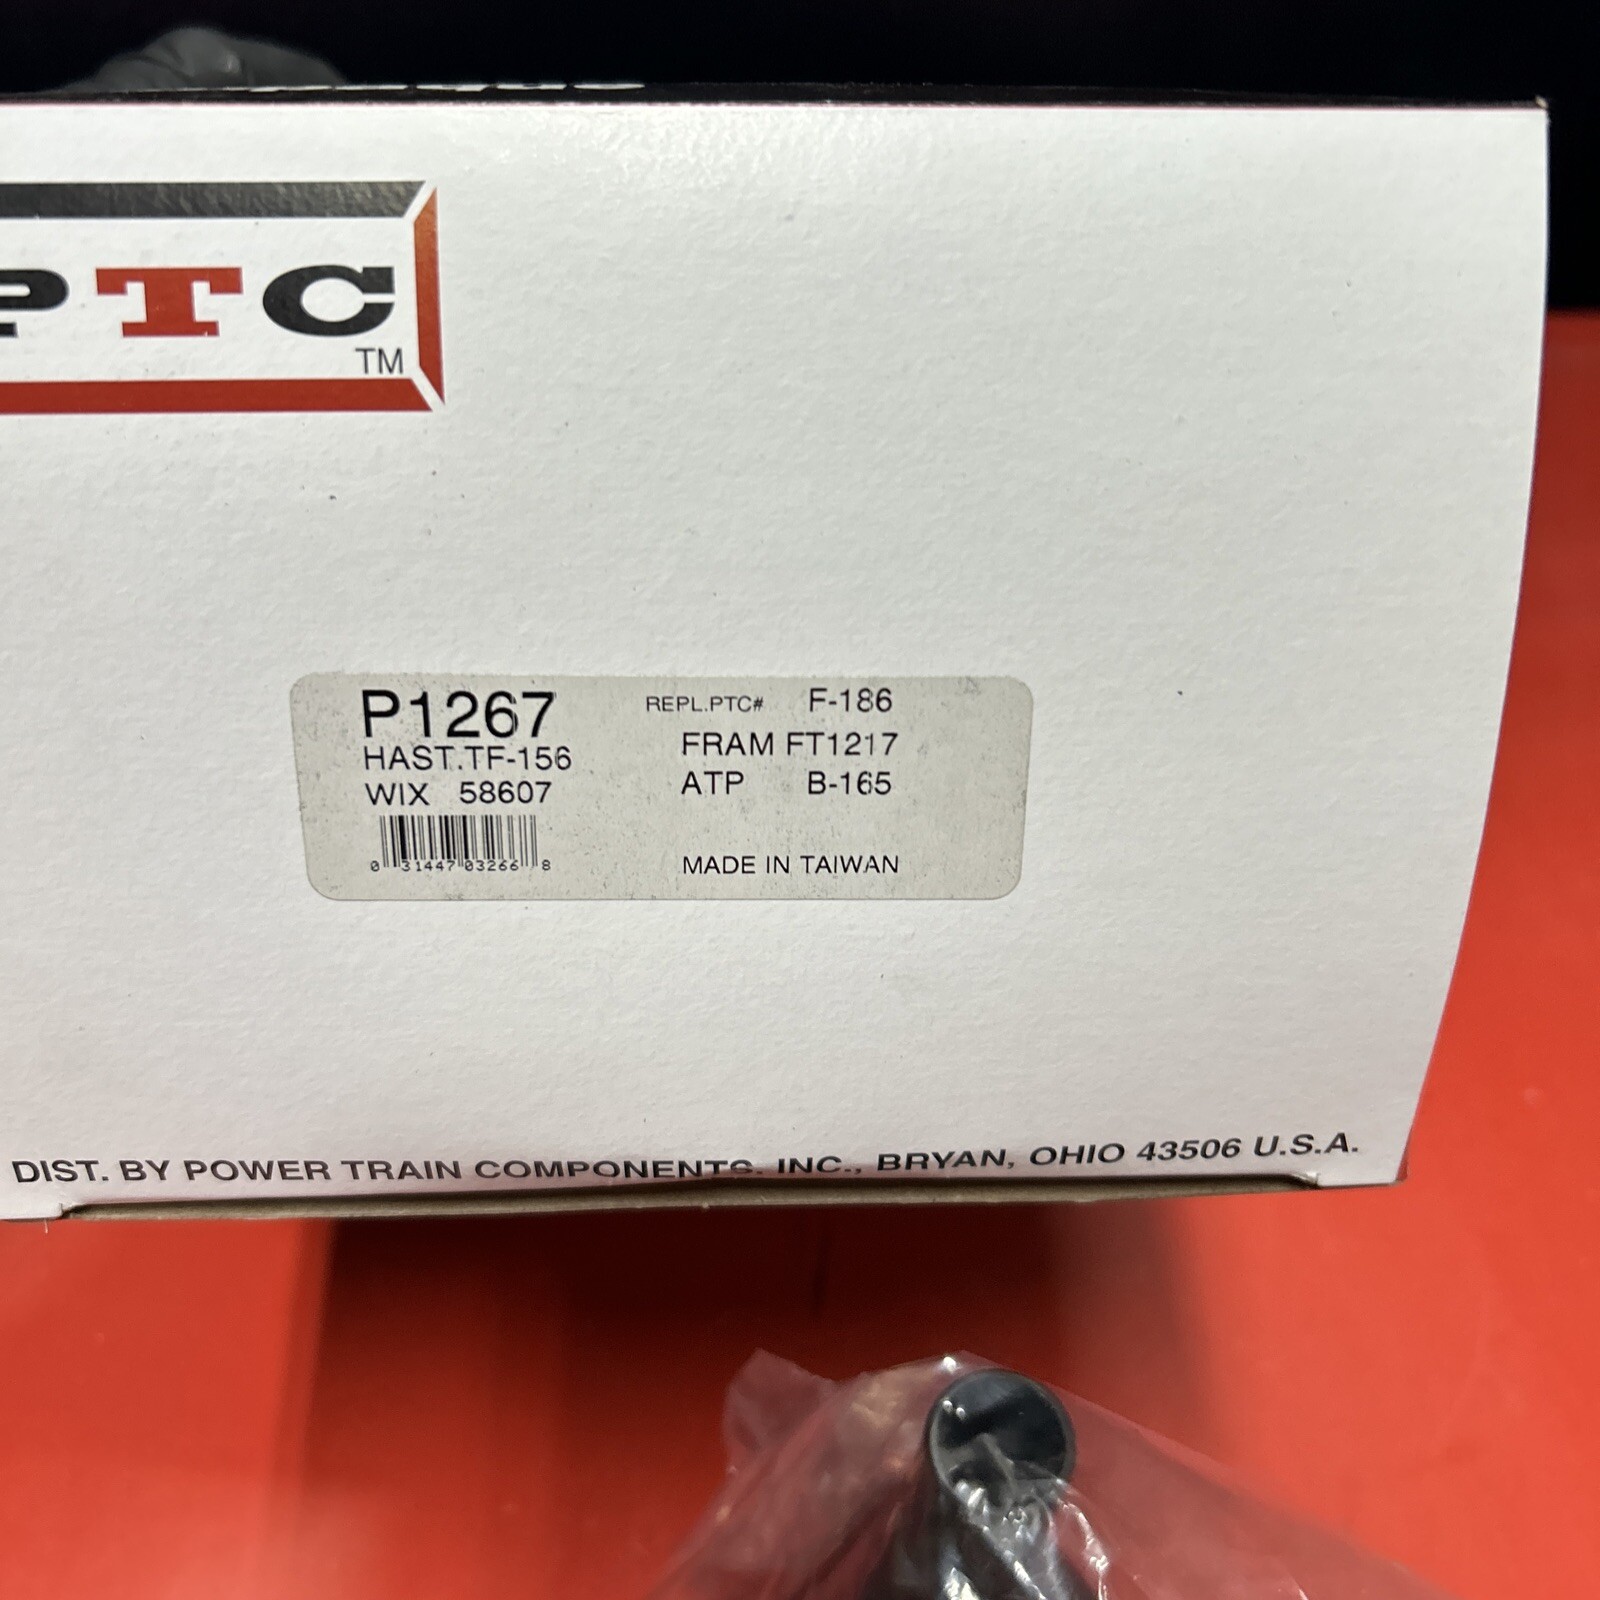 PTC
TM
P1267
HAST.TF-156
WIX 58607
0 31447 03266 8
REPL.PTC# F-186
FRAM FT1217
ATP B-165
MADE IN TAIWAN
DIST. BY POWER TRAIN COMPONENTS, INC., BRYAN, OHIO 43506 U.S.A.